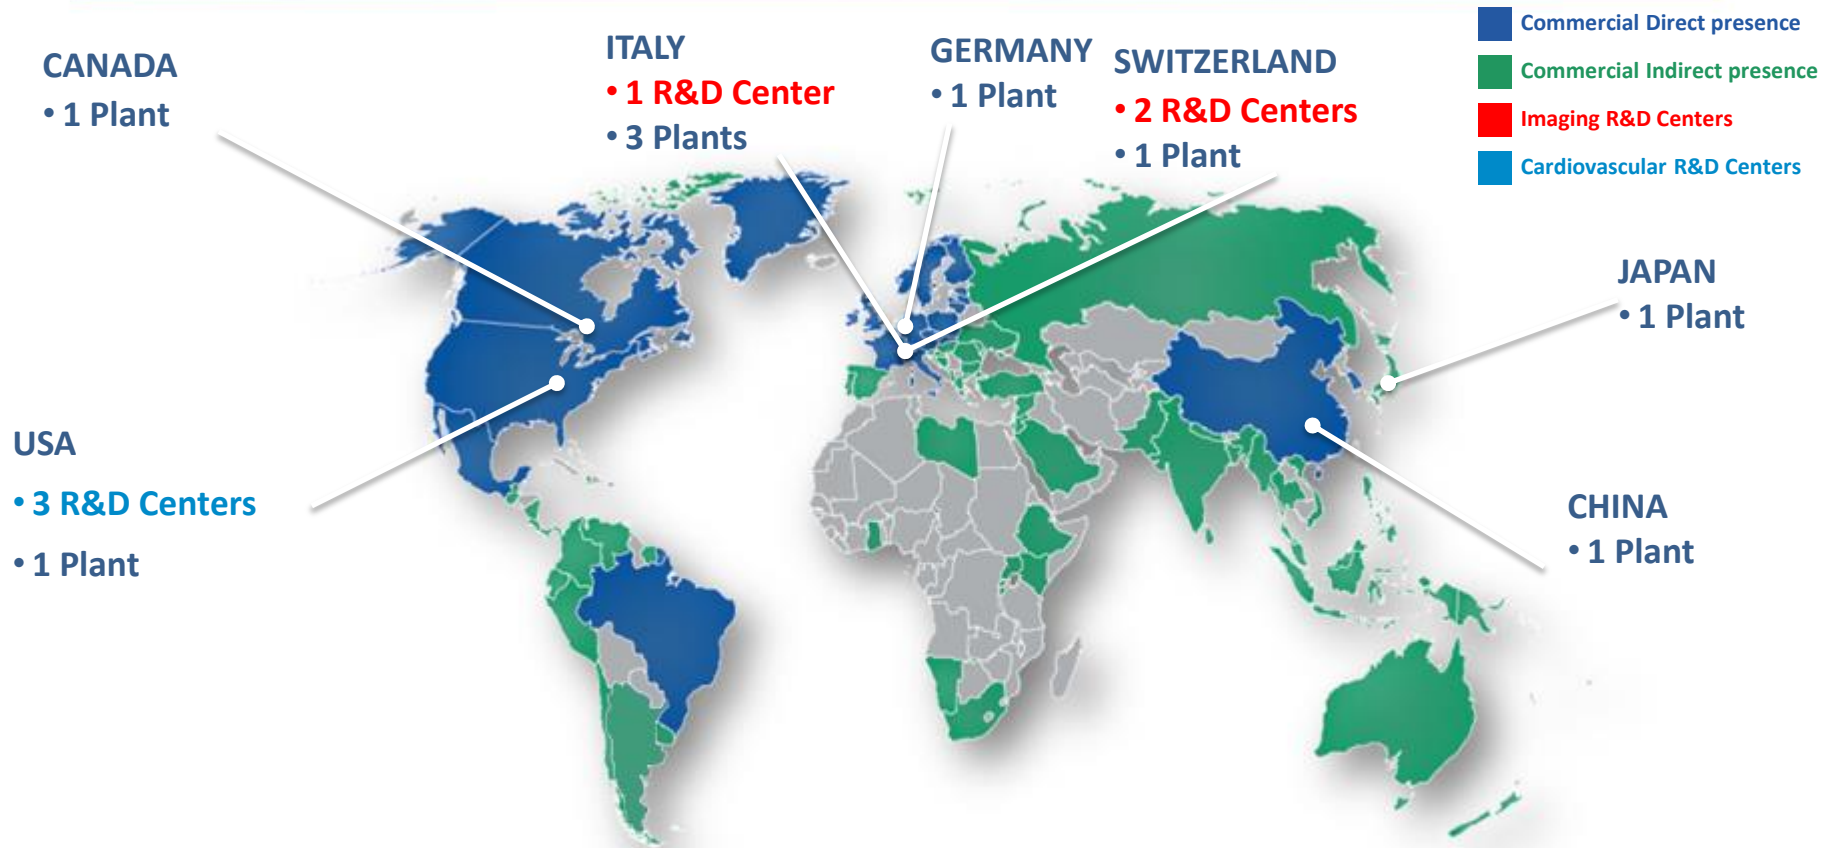 CANADA
• 1 Plant
ITALY
• 1 R&D Center
• 3 Plants
GERMANY
• 1 Plant
SWITZERLAND
• 2 R&D Centers
• 1 Plant
Commercial Direct presence
Commercial Indirect presence
Imaging R&D Centers
Cardiovascular R&D Centers
JAPAN
• 1 Plant
USA
• 3 R&D Centers
• 1 Plant
CHINA
• 1 Plant